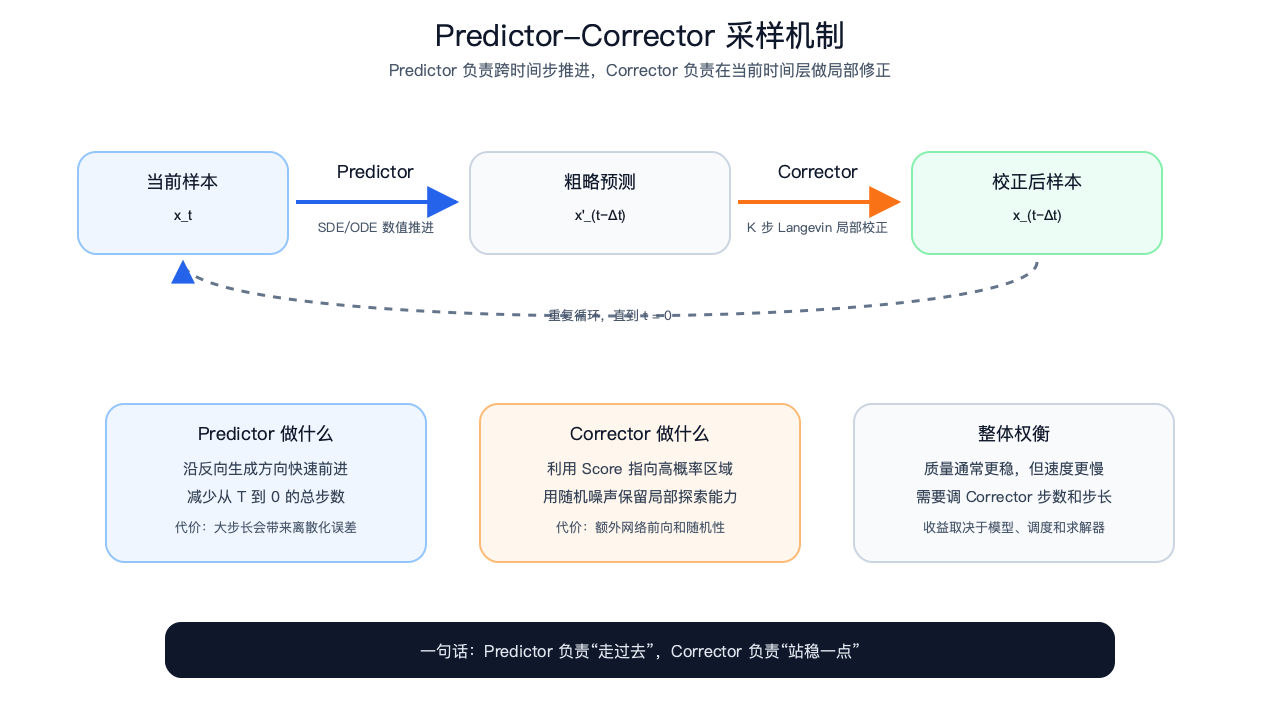 Predictor–Corrector 采样机制
Predictor 负责跨时间步推进，Corrector 负责在当前时间层做局部修正
当前样本
x_t
Predictor
SDE/ODE 数值推进
粗略预测
x'_(t−Δt)
Corrector
K 步 Langevin 局部校正
校正后样本
x_(t−Δt)
重复循环，直到 t = 0
Predictor 做什么
沿反向生成方向快速前进
减少从 T 到 0 的总步数
代价：大步长会带来离散化误差
Corrector 做什么
利用 Score 指向高概率区域
用随机噪声保留局部探索能力
代价：额外网络前向和随机性
整体权衡
质量通常更稳，但速度更慢
需要调 Corrector 步数和步长
收益取决于模型、调度和求解器
一句话：Predictor 负责“走过去”，Corrector 负责“站稳一点”